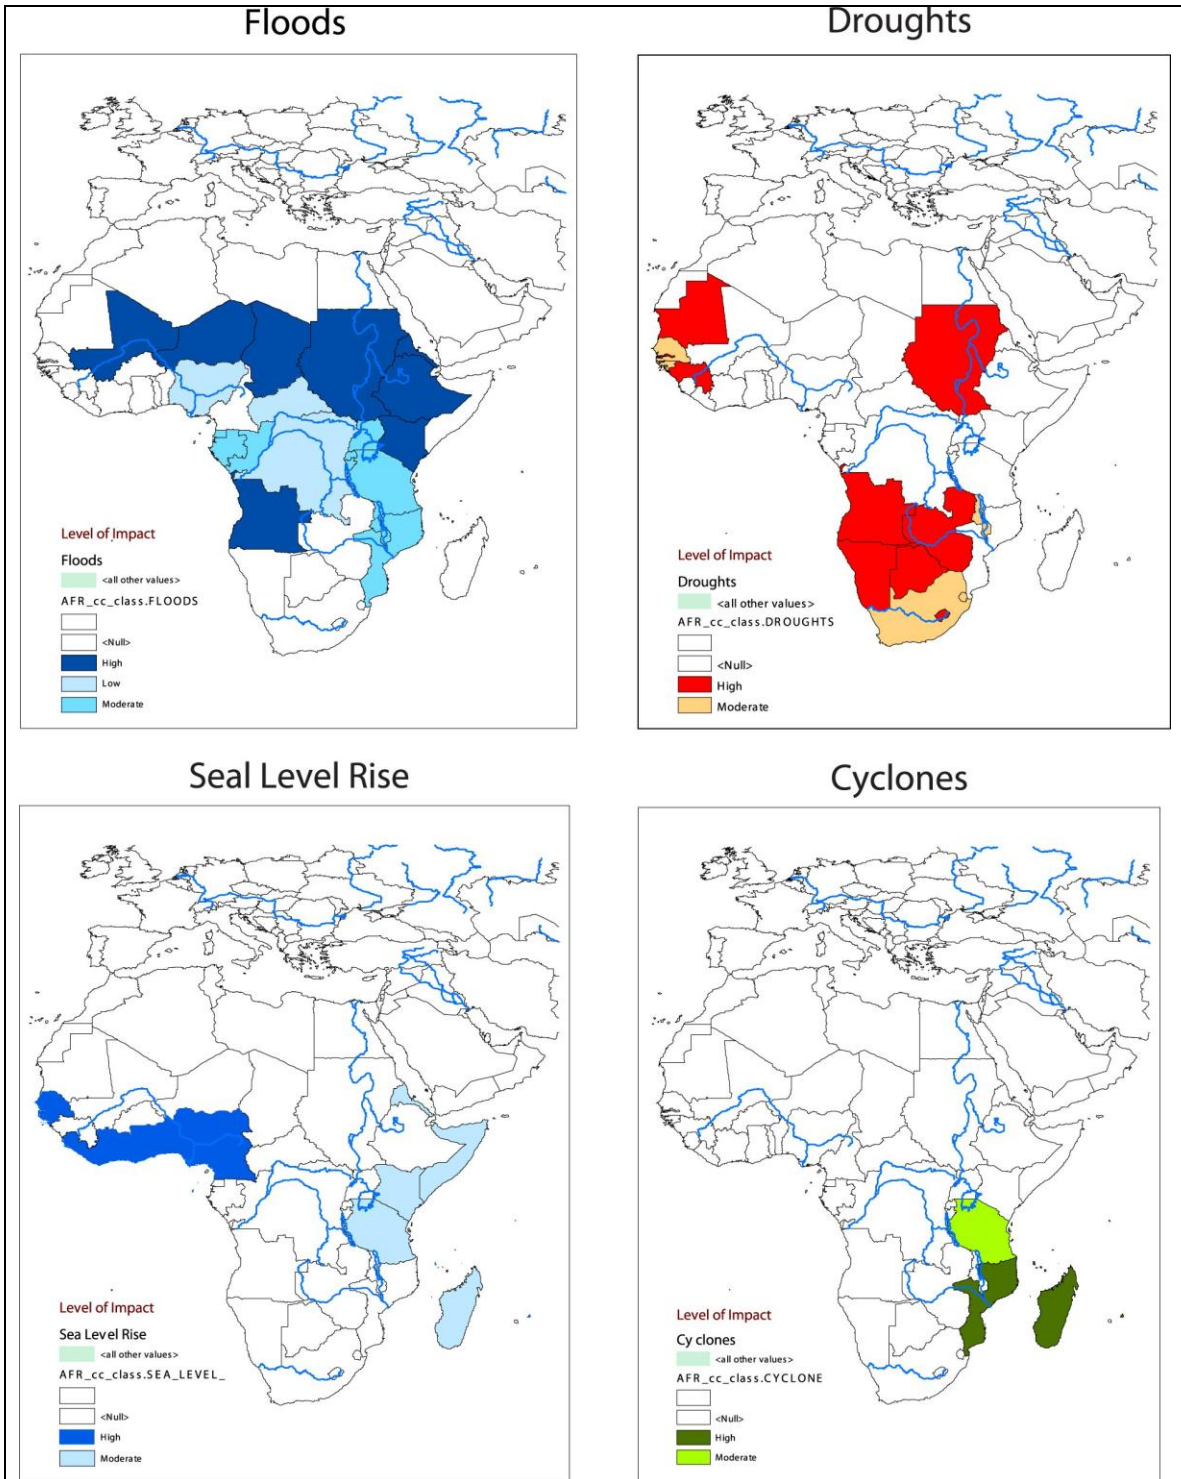 Floods
Level of Impact
Floods
<all other values>
AFR_cc_class.FLOODS
<Null>
High
Low
Moderate
Droughts
Level of Impact
Droughts
<all other values>
AFR_cc_class.DROUGHTS
<Null>
High
Moderate
Seal Level Rise
Level of Impact
Sea Level Rise
<all other values>
AFR_cc_class.SEA_LEVEL_
<Null>
High
Moderate
Cyclones
Level of Impact
Cy clones
<all other values>
AFR_cc_class.CYCLONE
<Null>
High
Moderate